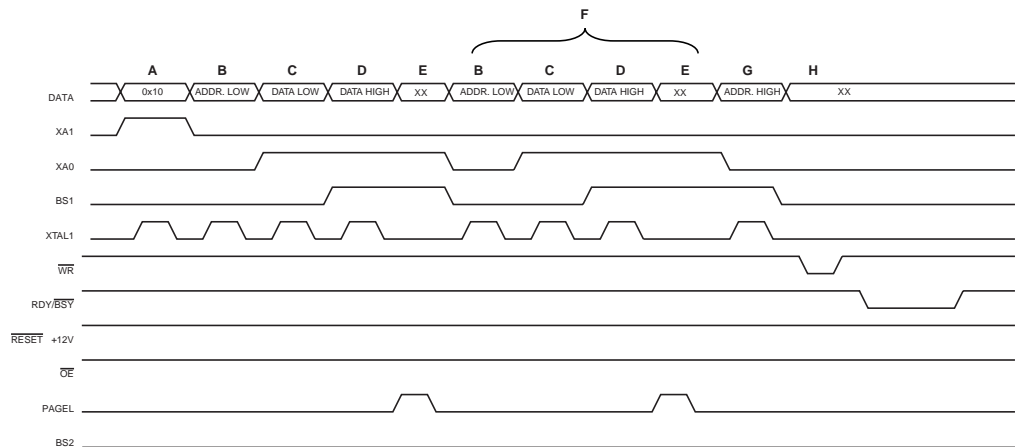 F
A B C D E B C D E G H
DATA 0x10 ADDR. LOW DATA LOW DATA HIGH XX ADDR. LOW DATA LOW DATA HIGH XX ADDR. HIGH XX
XA1
XA0
BS1
XTAL1
WR
RDY/BSY
RESET +12V
OE
PAGEL
BS2